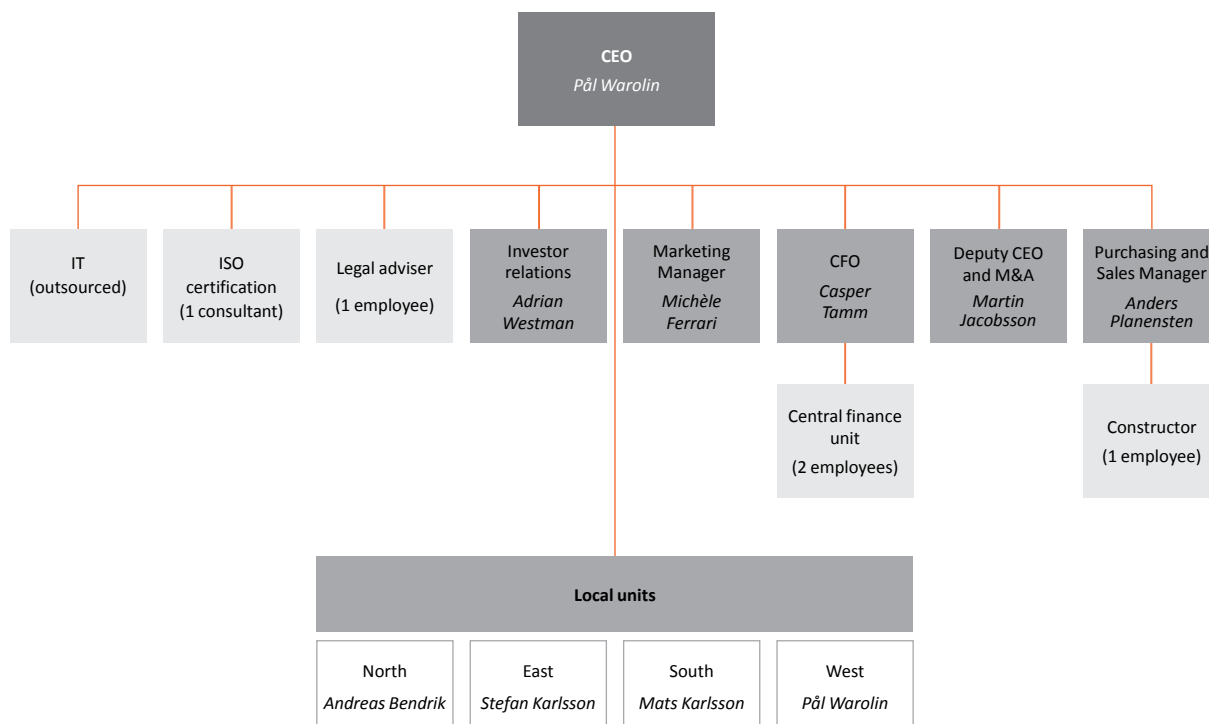 CEO
Pål Warolin
IT
(outsourced)
ISO
certification
(1 consultant)
Legal adviser
(1 employee)
Investor
relations
Adrian
Westman
Marketing
Manager
Michèle
Ferrari
CFO
Casper
Tamm
Deputy CEO
and M&A
Martin
Jacobsson
Purchasing and
Sales Manager
Anders
Planensten
Central finance
unit
(2 employees)
Constructor
(1 employee)
Local units
North
Andreas Bendrik
East
Stefan Karlsson
South
Mats Karlsson
West
Pål Warolin